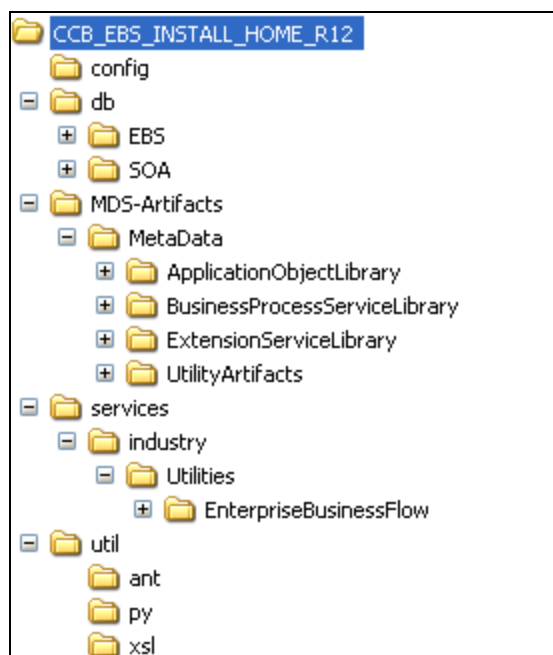 CCB_EBS_INSTALL_HOME_R12
config
db
EBS
SOA
MDS-Artifacts
MetaData
ApplicationObjectLibrary
BusinessProcessServiceLibrary
ExtensionServiceLibrary
UtilityArtifacts
services
industry
Utilities
EnterpriseBusinessFlow
util
ant
py
xsl